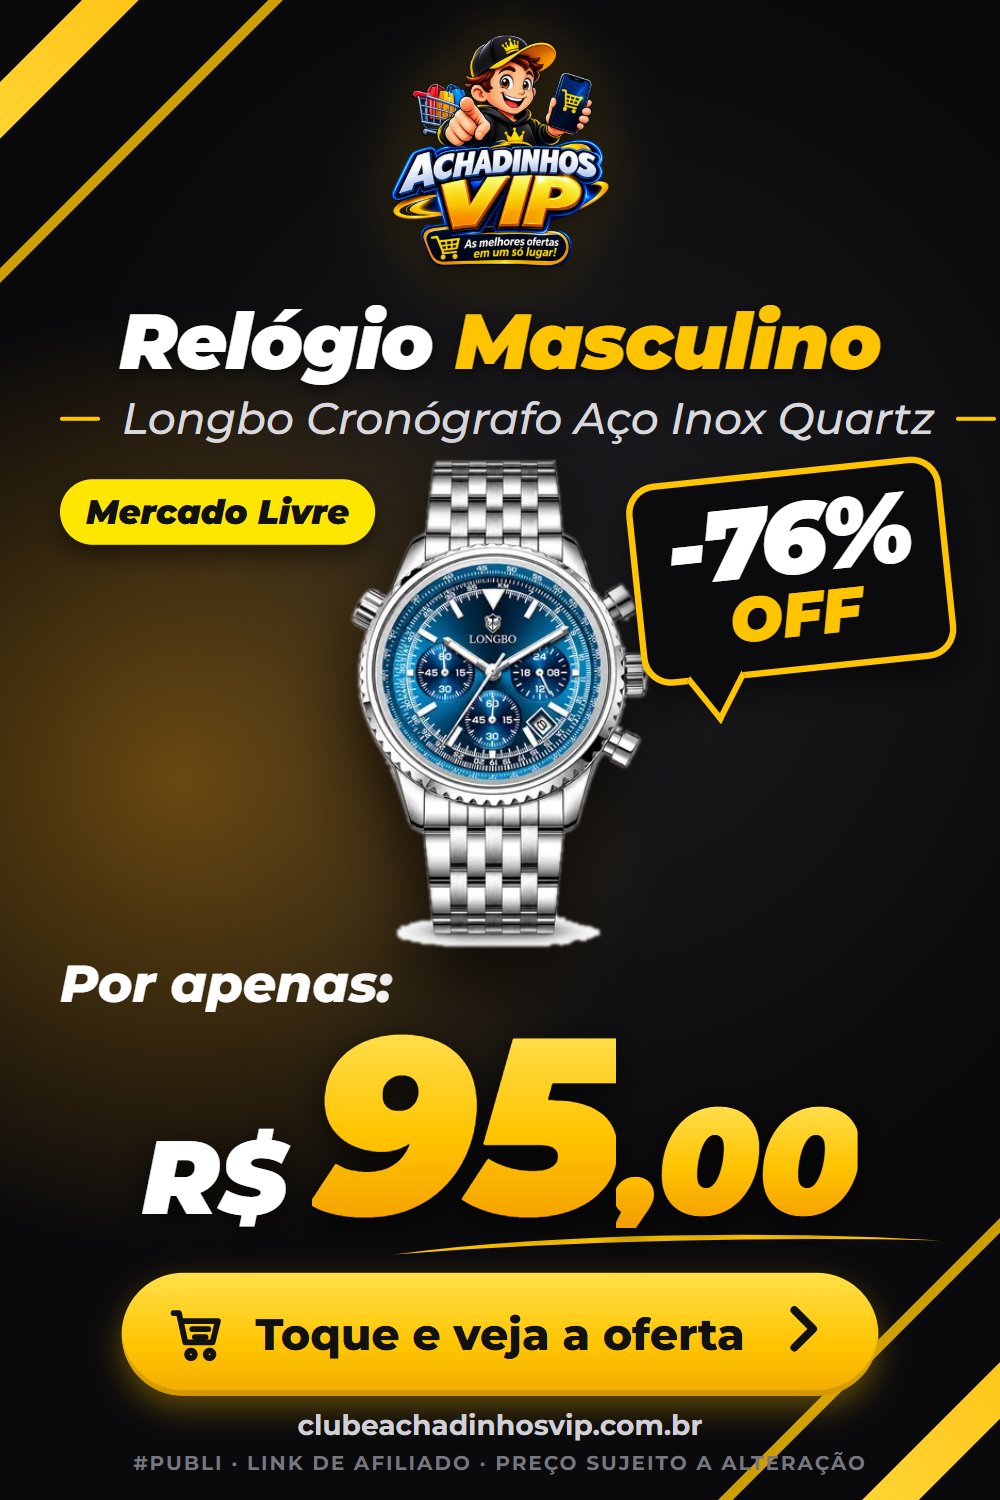 ACHADINHOS
VIP
As melhores ofertas
em um só lugar!
Relógio Masculino
Longbo Cronógrafo Aço Inox Quartz
Mercado Livre
-76%
OFF
LONGBO
Por apenas:
R$ 95,00
Toque e veja a oferta
clubeachadinhosvip.com.br
#PUBLI · LINK DE AFILIADO · PREÇO SUJEITO A ALTERAÇÃO